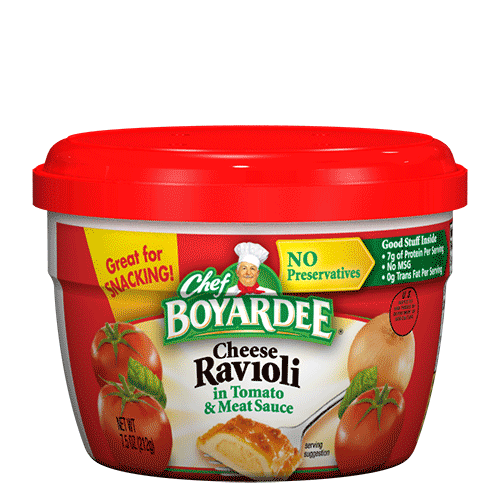 Great for
SNACKING!
Chef
BOYARDEE®
NO
Preservatives
Good Stuff Inside
• 7g of Protein Per Serving
• No MSG
• 0g Trans Fat Per Serving
Cheese
Ravioli
in Tomato
& Meat Sauce
NET WT
7.5 OZ (212g)
serving
suggestion